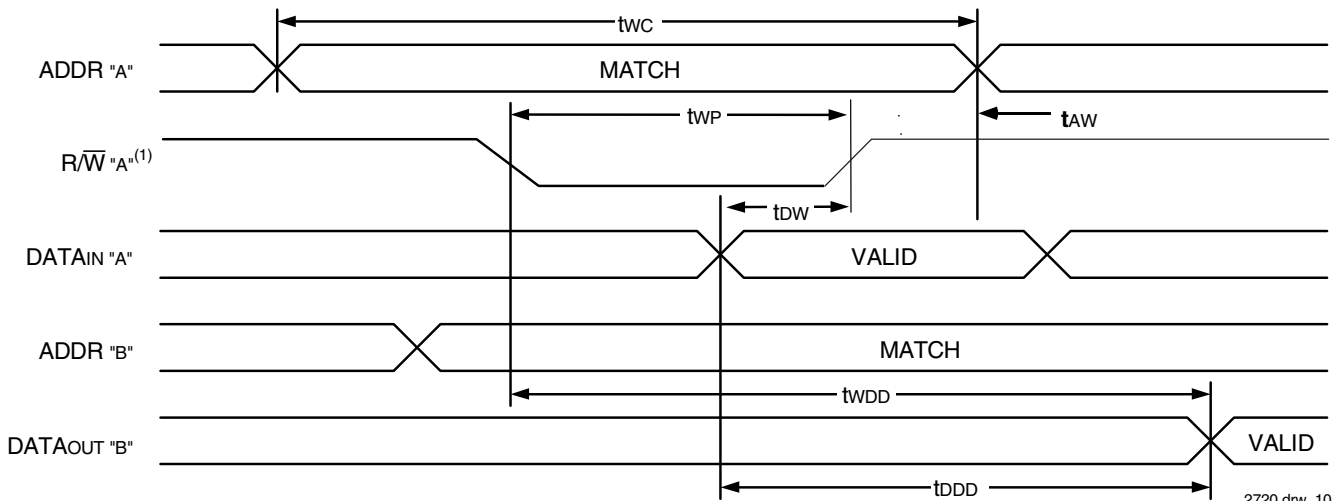 tWC
ADDR "A"
MATCH
tWP
tAW
R/W̅ "A"(1)
tDW
DATAIN "A"
VALID
ADDR "B"
MATCH
tWDD
DATAOUT "B"
VALID
tDDD
2720 drw 10